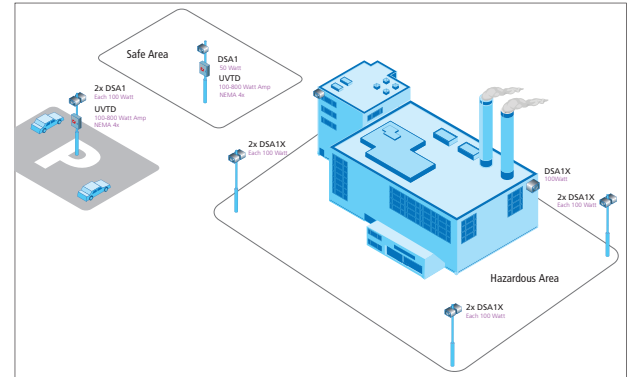 Safe Area
DSA1
50 Watt
UVTD
100-800 Watt Amp
NEMA 4x
2x DSA1
Each 100 Watt
UVTD
100-800 Watt Amp
NEMA 4x
2x DSA1X
Each 100 Watt
DSA1X
100Watt
2x DSA1X
Each 100 Watt
Hazardous Area
2x DSA1X
Each 100 Watt